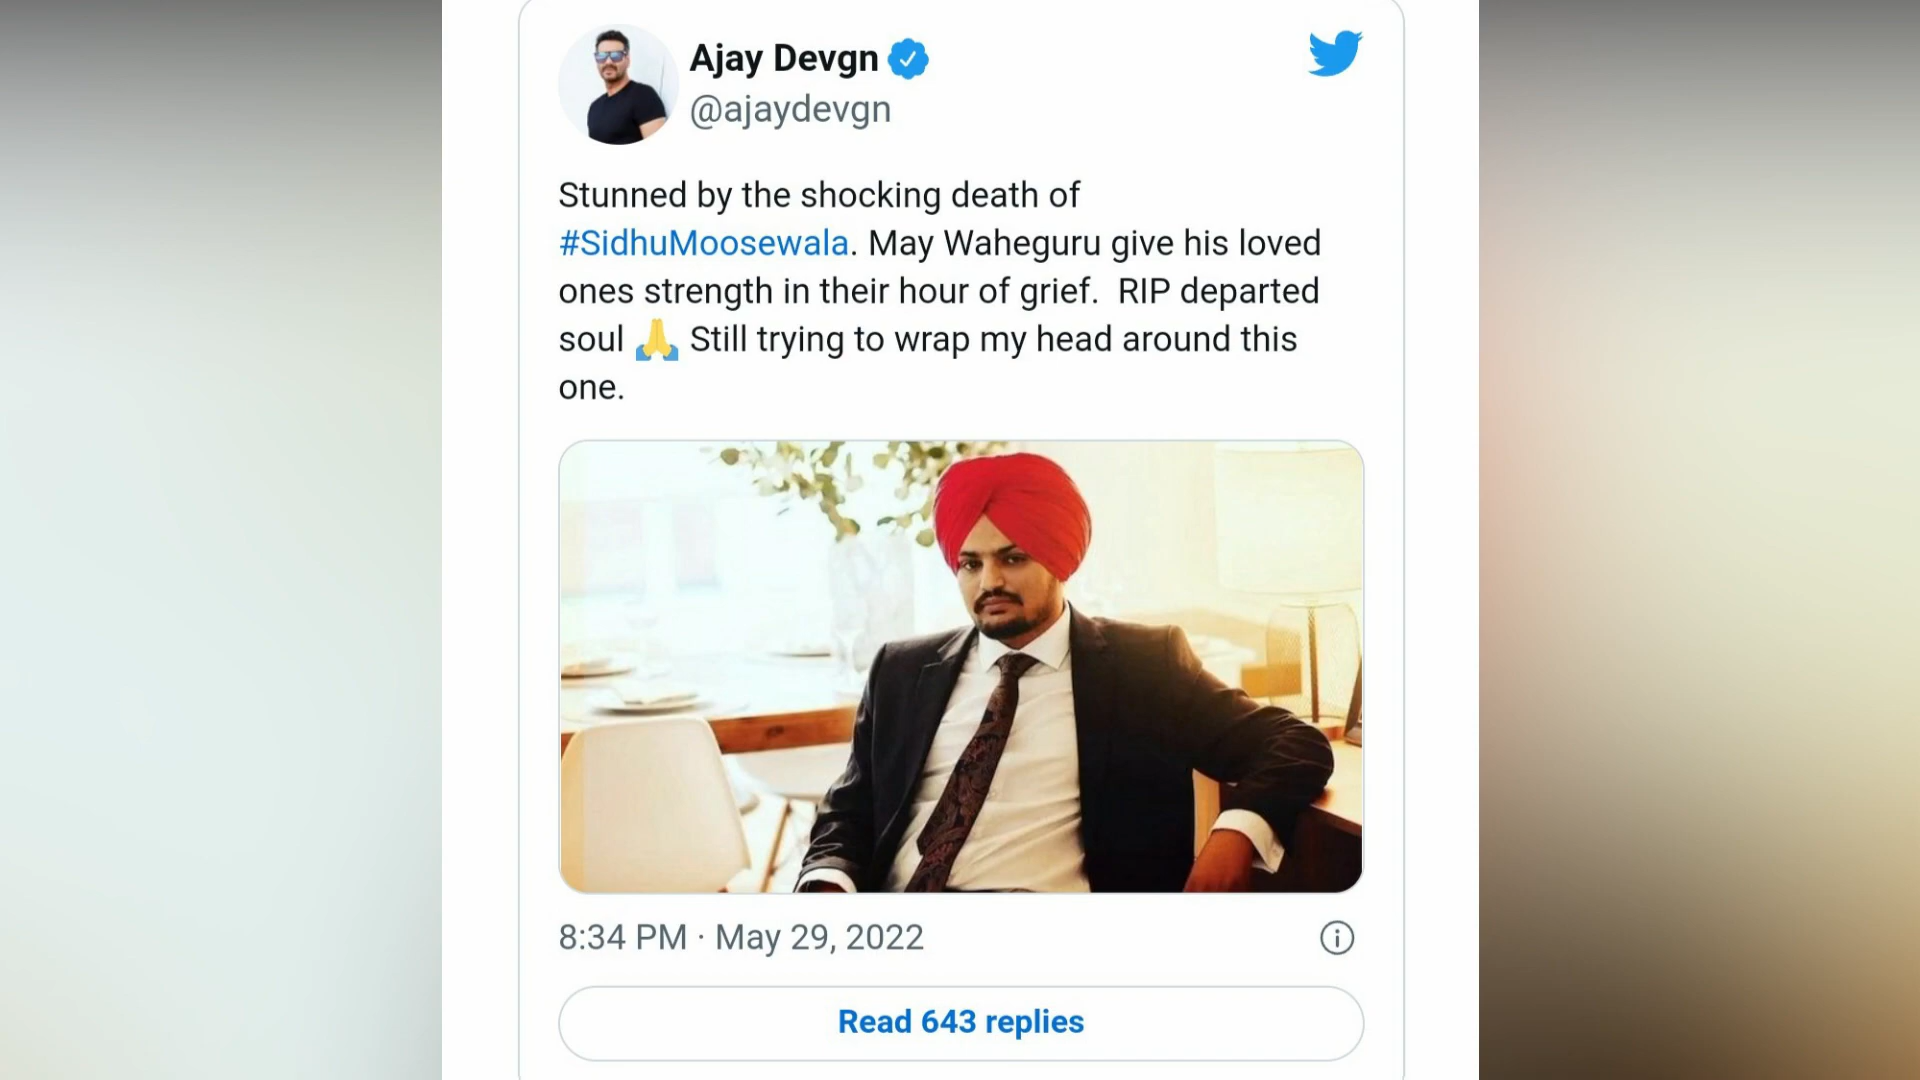 Ajay Devgn
@ajaydevgn
Stunned by the shocking death of
#SidhuMoosewala. May Waheguru give his loved
ones strength in their hour of grief.  RIP departed
soul 🙏 Still trying to wrap my head around this
one.
8:34 PM · May 29, 2022
Read 643 replies